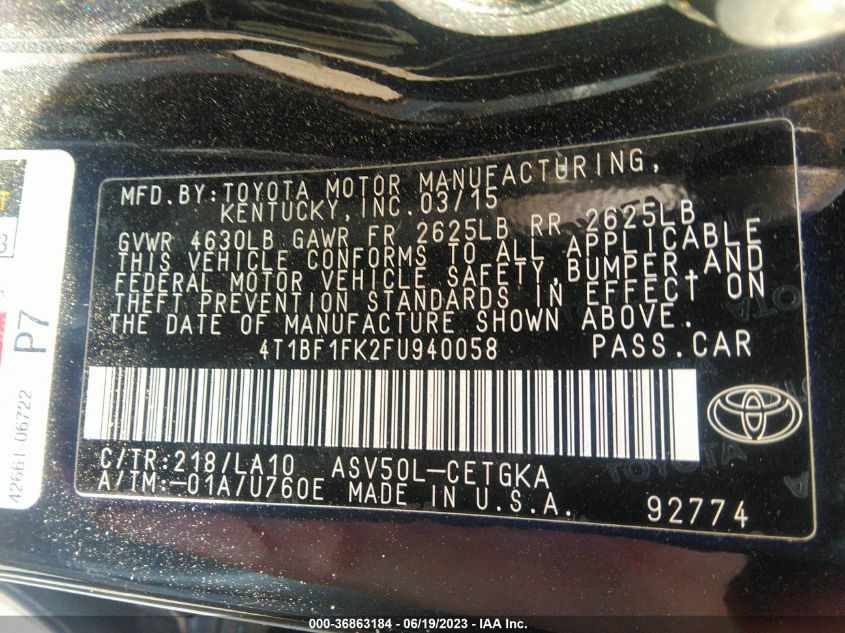 MFD.BY:TOYOTA MOTOR MANUFACTURING,
KENTUCKY,INC.03/15
GVWR 4630LB GAWR FR 2625LB RR 2625LB
THIS VEHICLE CONFORMS TO ALL APPLICABLE
FEDERAL MOTOR VEHICLE SAFETY,BUMPER,AND
THEFT PREVENTION STANDARDS IN EFFECT ON
THE DATE OF MANUFACTURE SHOWN ABOVE.
4T1BF1FK2FU940058 PASS.CAR
C/TR:218/LA10 ASV50L-CETGKA
A/TM:-01A/U760E MADE IN U.S.A.
92774
P7
42661-06722
000-36863184 - 06/19/2023 - IAA Inc.